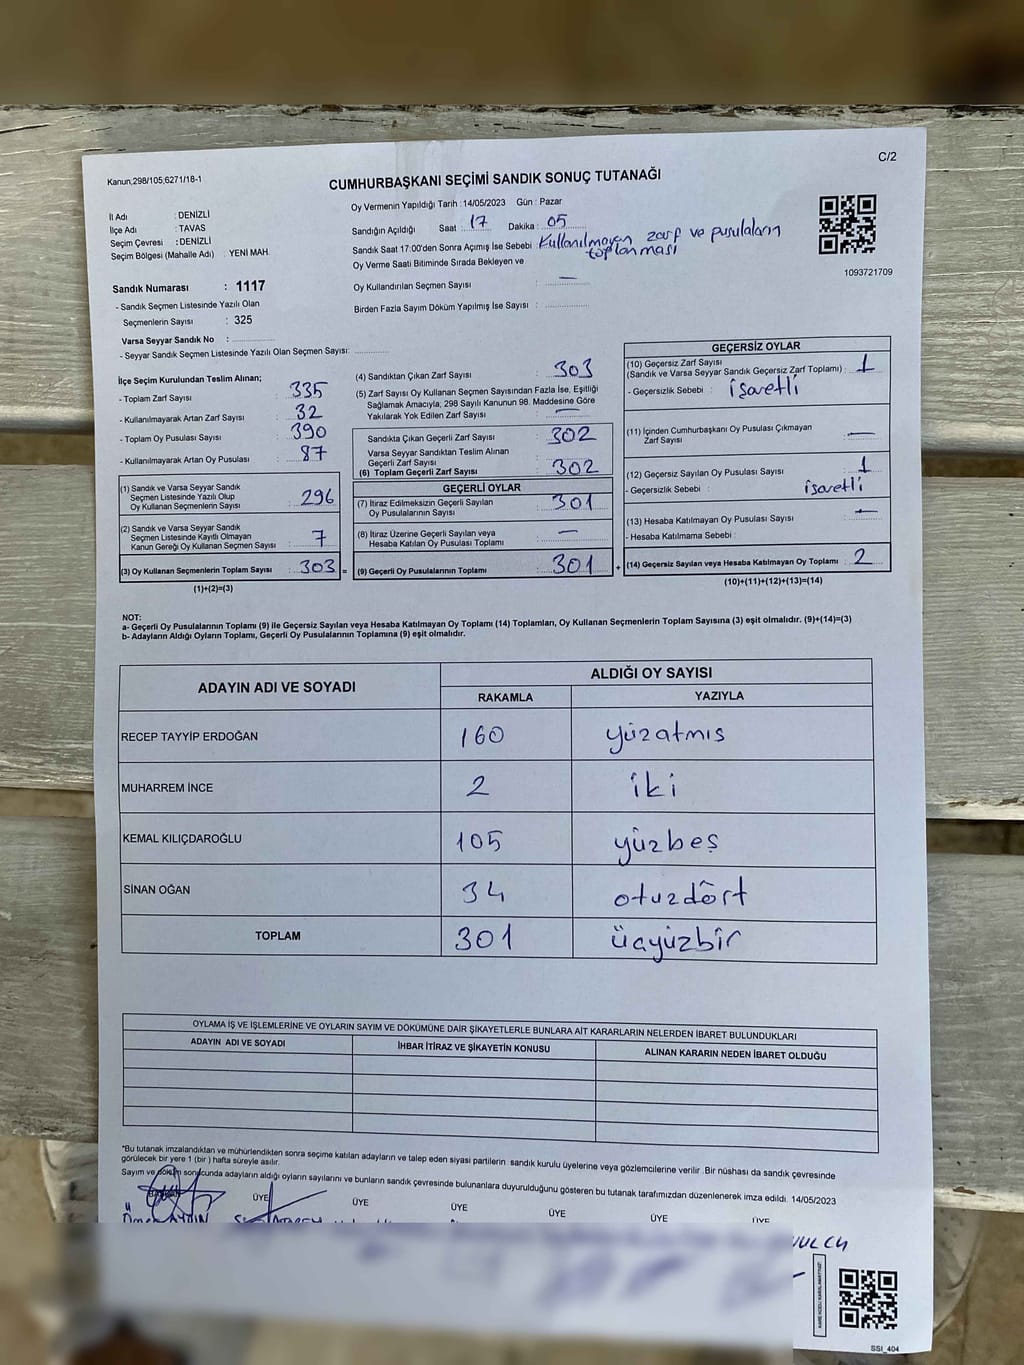 C/2
Kanun,298/105,6271/18-1
CUMHURBAŞKANI SEÇİMİ SANDIK SONUÇ TUTANAĞI
İl Adı : DENİZLİ
İlçe Adı : TAVAS
Seçim Çevresi : DENİZLİ
Seçim Bölgesi (Mahalle Adı) : YENİ MAH
Oy Vermenin Yapıldığı Tarih :14/05/2023 Gün : Pazar
Sandığın Açıldığı Saat : 17 Dakika : 05
Sandık Saat 17:00'den Sonra Açımış İse Sebebi : Kullanılmayan zarf ve pusulaların toplanması
Oy Verme Saati Bitiminde Sırada Bekleyen ve
Oy Kullandırılan Seçmen Sayısı : —
Birden Fazla Sayım Döküm Yapılmış İse Sayısı :
1093721709
Sandık Numarası : 1117
- Sandık Seçmen Listesinde Yazılı Olan
Seçmenlerin Sayısı : 325
Varsa Seyyar Sandık No :
- Seyyar Sandık Seçmen Listesinde Yazılı Olan Seçmen Sayısı:
İlçe Seçim Kurulundan Teslim Alınan;
- Toplam Zarf Sayısı : 335
- Kullanılmayarak Artan Zarf Sayısı : 32
- Toplam Oy Pusulası Sayısı : 390
- Kullanılmayarak Artan Oy Pusulası : 87
(1) Sandık ve Varsa Seyyar Sandık
Seçmen Listesinde Yazılı Olup
Oy Kullanan Seçmenlerin Sayısı : 296
(2) Sandık ve Varsa Seyyar Sandık
Seçmen Listesinde Kayıtlı Olmayan
Kanun Gereği Oy Kullanan Seçmen Sayısı : 7
(3) Oy Kullanan Seçmenlerin Toplam Sayısı : 303 =
(1)+(2)=(3)
(4) Sandıktan Çıkan Zarf Sayısı : 303
(5) Zarf Sayısı Oy Kullanan Seçmen Sayısından Fazla İse, Eşitliği
Sağlamak Amacıyla, 298 Sayılı Kanunun 98. Maddesine Göre
Yakılarak Yok Edilen Zarf Sayısı : —
Sandıkta Çıkan Geçerli Zarf Sayısı : 302
Varsa Seyyar Sandıktan Teslim Alınan
Geçerli Zarf Sayısı :
(6) Toplam Geçerli Zarf Sayısı : 302
GEÇERLİ OYLAR
(7) İtiraz Edilmeksizin Geçerli Sayılan
Oy Pusulalarının Sayısı : 301
(8) İtiraz Üzerine Geçerli Sayılan veya
Hesaba Katılan Oy Pusulası Toplamı : —
(9) Geçerli Oy Pusulalarının Toplamı : 301 +
GEÇERSİZ OYLAR
(10) Geçersiz Zarf Sayısı
(Sandık ve Varsa Seyyar Sandık Geçersiz Zarf Toplamı) : 1
- Geçersizlik Sebebi : işaretli
(11) İçinden Cumhurbaşkanı Oy Pusulası Çıkmayan
Zarf Sayısı : —
(12) Geçersiz Sayılan Oy Pusulası Sayısı : 1
- Geçersizlik Sebebi : işaretli
(13) Hesaba Katılmayan Oy Pusulası Sayısı : —
- Hesaba Katılmama Sebebi :
(14) Geçersiz Sayılan veya Hesaba Katılmayan Oy Toplamı : 2
(10)+(11)+(12)+(13)=(14)
NOT:
a- Geçerli Oy Pusulalarının Toplamı (9) ile Geçersiz Sayılan veya Hesaba Katılmayan Oy Toplamı (14) Toplamları, Oy Kullanan Seçmenlerin Toplam Sayısına (3) eşit olmalıdır. (9)+(14)=(3)
b- Adayların Aldığı Oyların Toplamı, Geçerli Oy Pusulalarının Toplamına (9) eşit olmalıdır.
ADAYIN ADI VE SOYADI
ALDIĞI OY SAYISI
RAKAMLA YAZIYLA
RECEP TAYYİP ERDOĞAN 160 yüzatmıs
MUHARREM İNCE 2 iki
KEMAL KILIÇDAROĞLU 105 yüzbeş
SİNAN OĞAN 34 otuzdört
TOPLAM 301 üçyüzbir
OYLAMA İŞ VE İŞLEMLERİNE VE OYLARIN SAYIM VE DÖKÜMÜNE DAİR ŞİKAYETLERLE BUNLARA AİT KARARLARIN NELERDEN İBARET BULUNDUKLARI
ADAYIN ADI VE SOYADI İHBAR İTİRAZ VE ŞİKAYETİN KONUSU ALINAN KARARIN NEDEN İBARET OLDUĞU
*Bu tutanak imzalandıktan ve mühürlendikten sonra seçime katılan adayların ve talep eden siyasi partilerin sandık kurulu üyelerine veya gözlemcilerine verilir .Bir nüshası da sandık çevresinde
görülecek bir yere 1 (bir ) hafta süreyle asılır.
Sayım ve döküm sonucunda adayların aldığı oyların sayılarını ve bunların sandık çevresinde bulunanlara duyurulduğunu gösteren bu tutanak tarafımızdan düzenlenerek imza edildi. 14/05/2023
ÜYE ÜYE ÜYE ÜYE ÜYE ÜYE
AYDIN
SSI_404